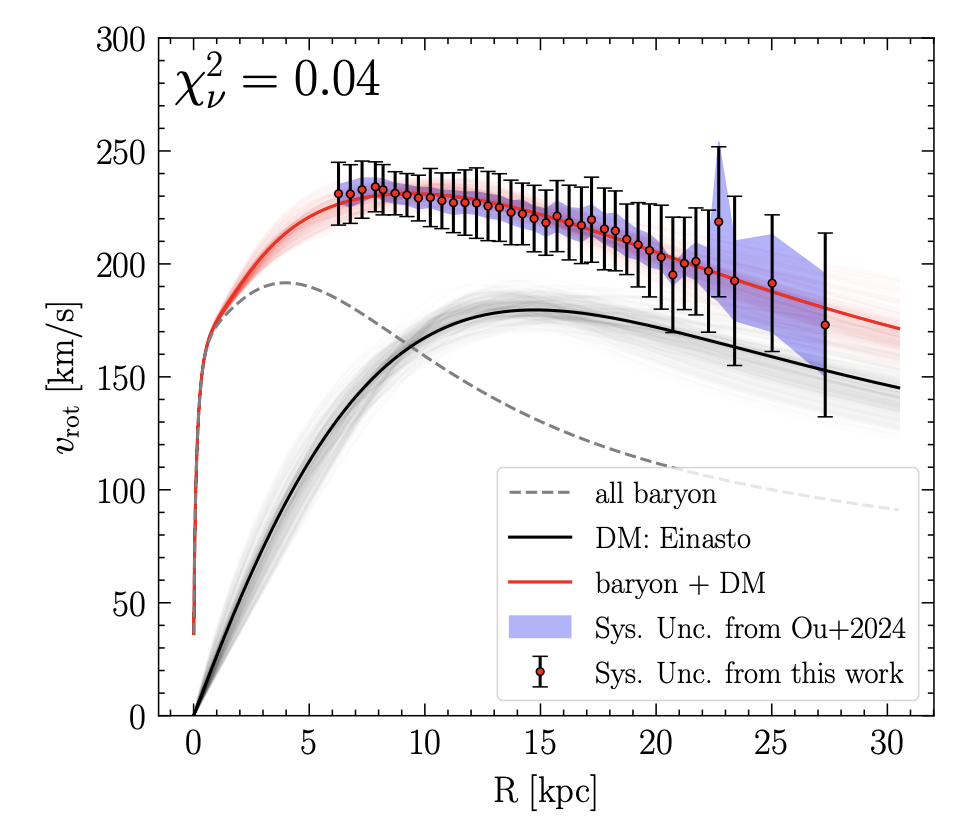 300
250
200
150
100
50
0
χ²ᵥ = 0.04
v_rot [km/s]
all baryon
DM: Einasto
baryon + DM
Sys. Unc. from Ou+2024
Sys. Unc. from this work
0 5 10 15 20 25 30
R [kpc]